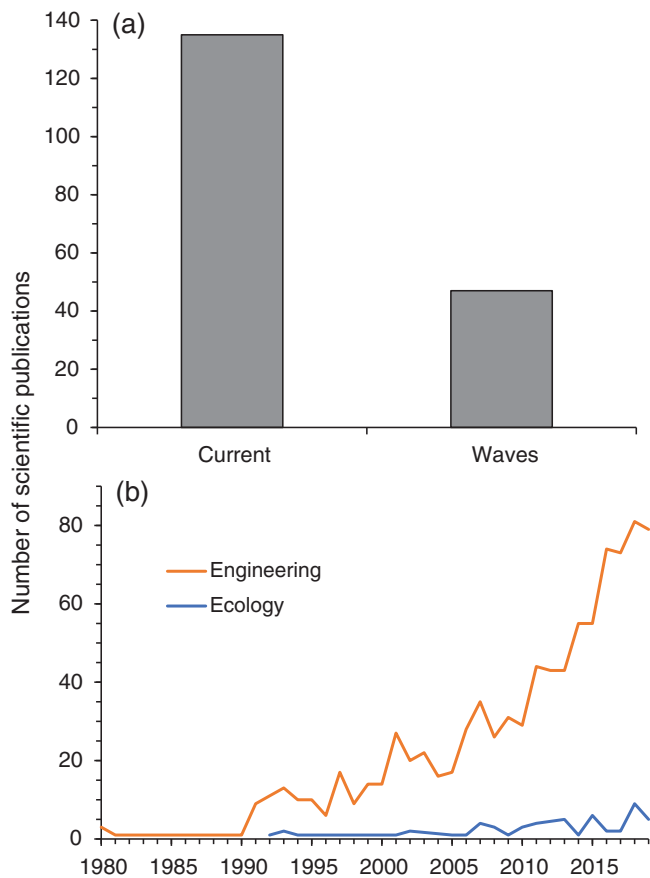 (a)
140
120
100
80
60
40
20
0
Current Waves
Number of scientific publications
(b)
80
60
40
20
0
Engineering
Ecology
1980 1985 1990 1995 2000 2005 2010 2015